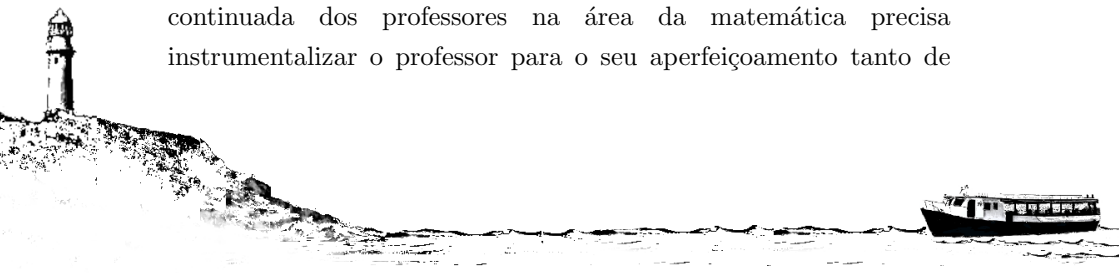 continuada dos professores na área da matemática precisa
instrumentalizar o professor para o seu aperfeiçoamento tanto de